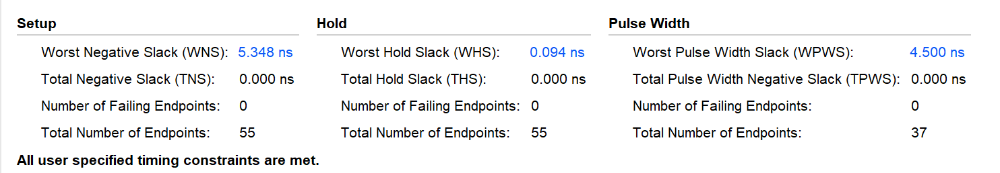 Setup Hold Pulse Width
Worst Negative Slack (WNS): 5.348 ns Worst Hold Slack (WHS): 0.094 ns Worst Pulse Width Slack (WPWS): 4.500 ns
Total Negative Slack (TNS): 0.000 ns Total Hold Slack (THS): 0.000 ns Total Pulse Width Negative Slack (TPWS): 0.000 ns
Number of Failing Endpoints: 0 Number of Failing Endpoints: 0 Number of Failing Endpoints: 0
Total Number of Endpoints: 55 Total Number of Endpoints: 55 Total Number of Endpoints: 37
All user specified timing constraints are met.